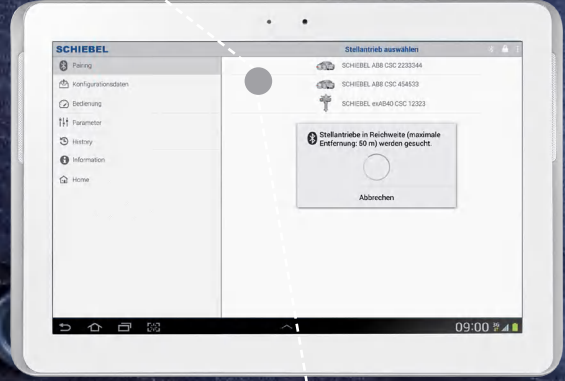 SCHIEBEL
Stellantrieb auswählen
Pairing
Konfigurationsdaten
Bedienung
Parameter
History
Information
Home
SCHIEBEL AB8 CSC 2233344
SCHIEBEL AB8 CSC 454533
SCHIEBEL exAB40 CSC 12323
Stellantriebe in Reichweite (maximale
Entfernung: 50 m) werden gesucht.
Abbrechen
09:00